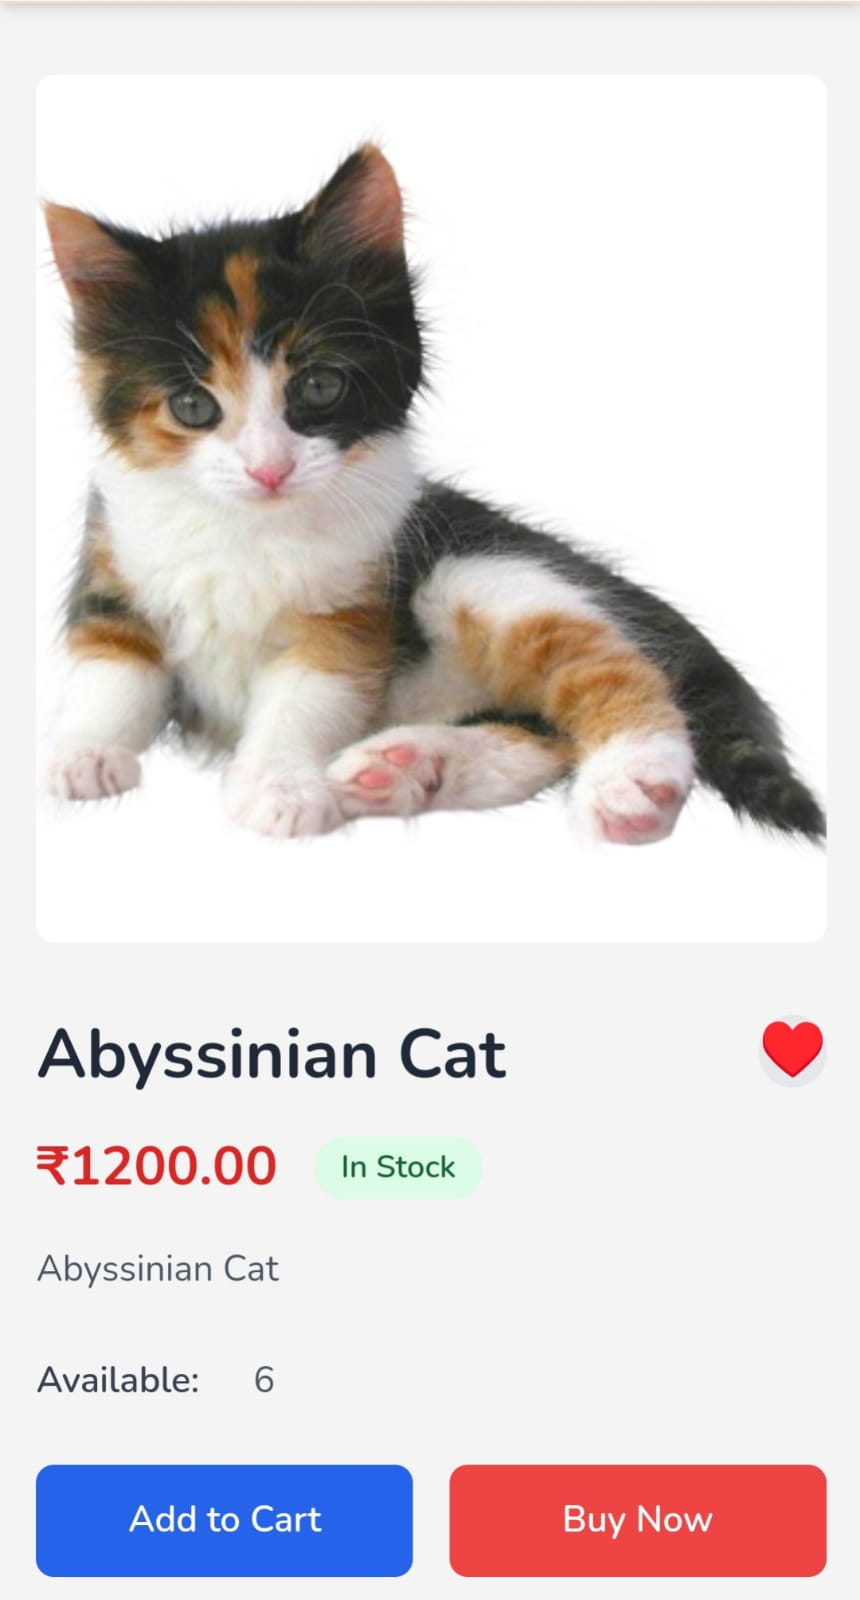 Abyssinian Cat
₹1200.00 In Stock
Abyssinian Cat
Available: 6
Add to Cart Buy Now